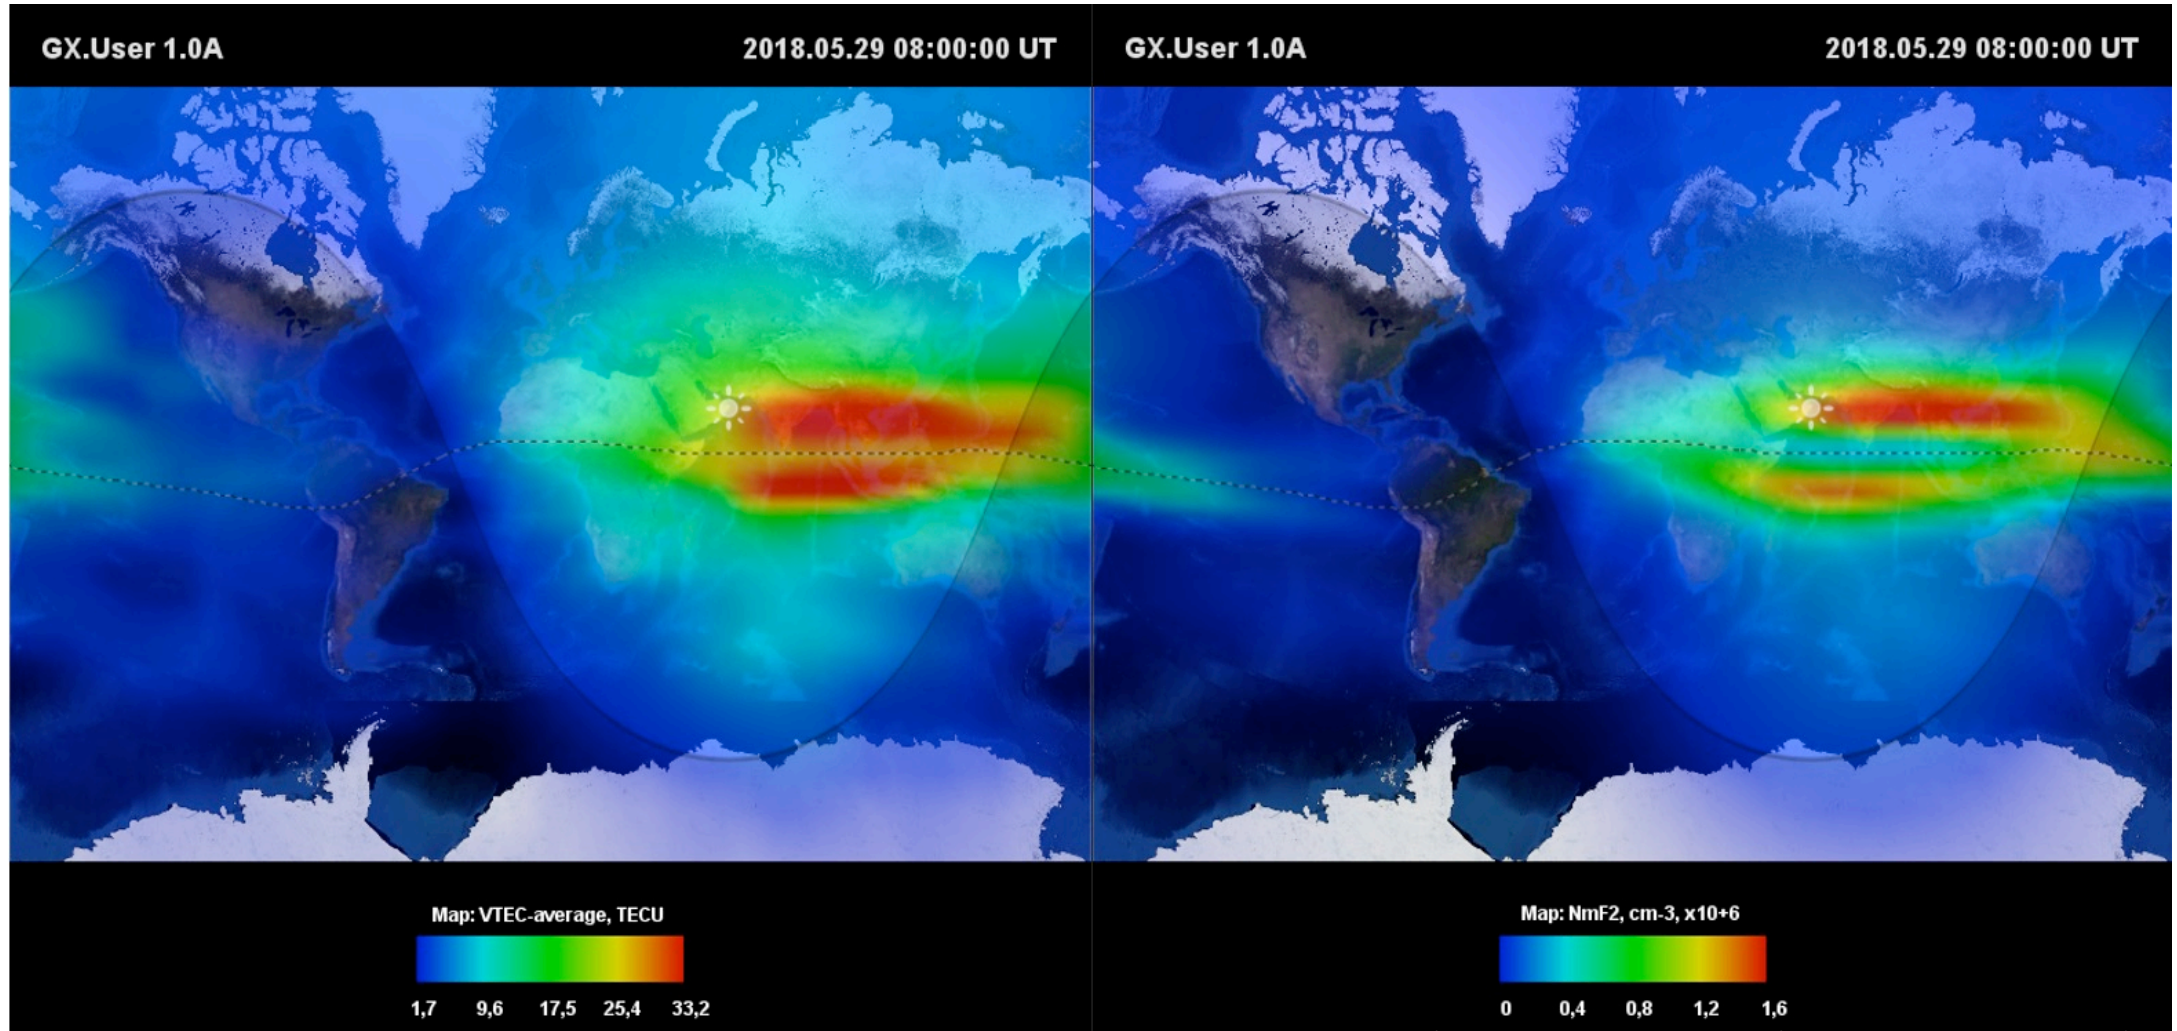 GX.User 1.0A
2018.05.29 08:00:00 UT
GX.User 1.0A
2018.05.29 08:00:00 UT
Map: VTEC-average, TECU
1,7 9,6 17,5 25,4 33,2
Map: NmF2, cm-3, x10+6
0 0,4 0,8 1,2 1,6